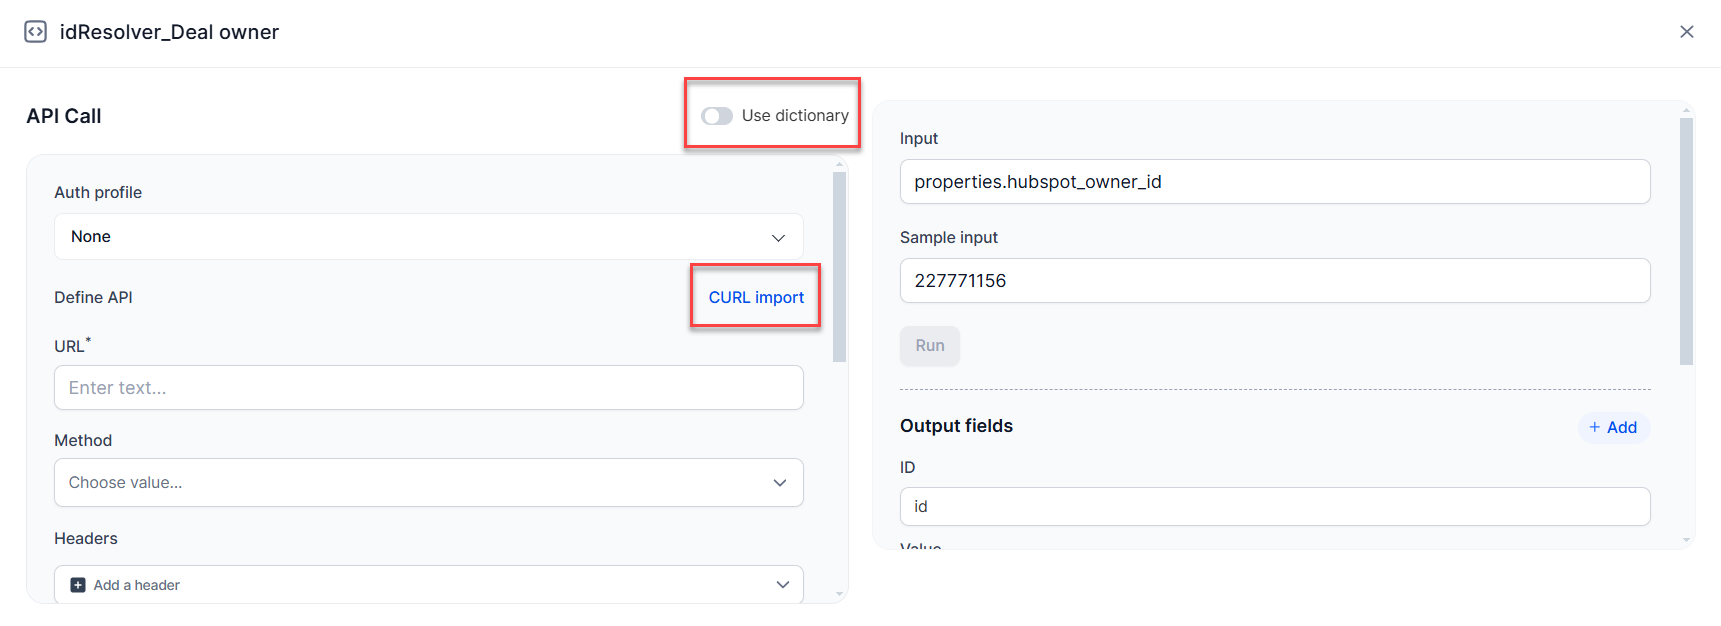 idResolver_Deal owner
API Call
Use dictionary
Auth profile
None
Define API
CURL import
URL*
Enter text...
Method
Choose value...
Headers
Add a header
Input
properties.hubspot_owner_id
Sample input
227771156
Run
Output fields
+ Add
ID
id
Value